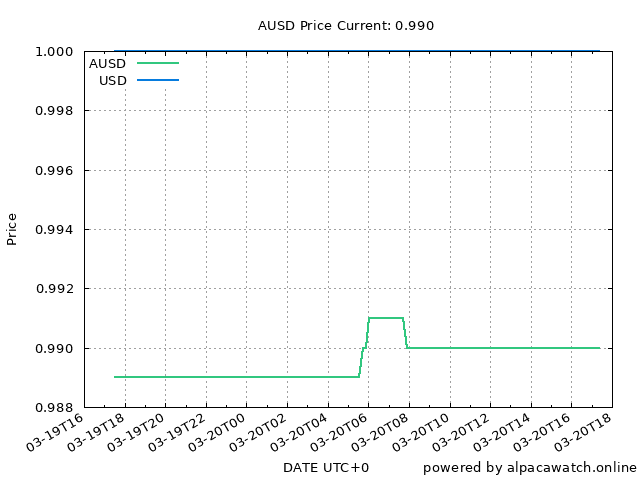 AUSD Price Current: 0.990
1.000
AUSD
USD
0.998
0.996
0.994
Price
0.992
0.990
0.988
03-19T16
03-19T18
03-19T20
03-19T22
03-20T00
03-20T02
03-20T04
03-20T06
03-20T08
03-20T10
03-20T12
03-20T14
03-20T16
03-20T18
DATE UTC+0
powered by alpacawatch.online